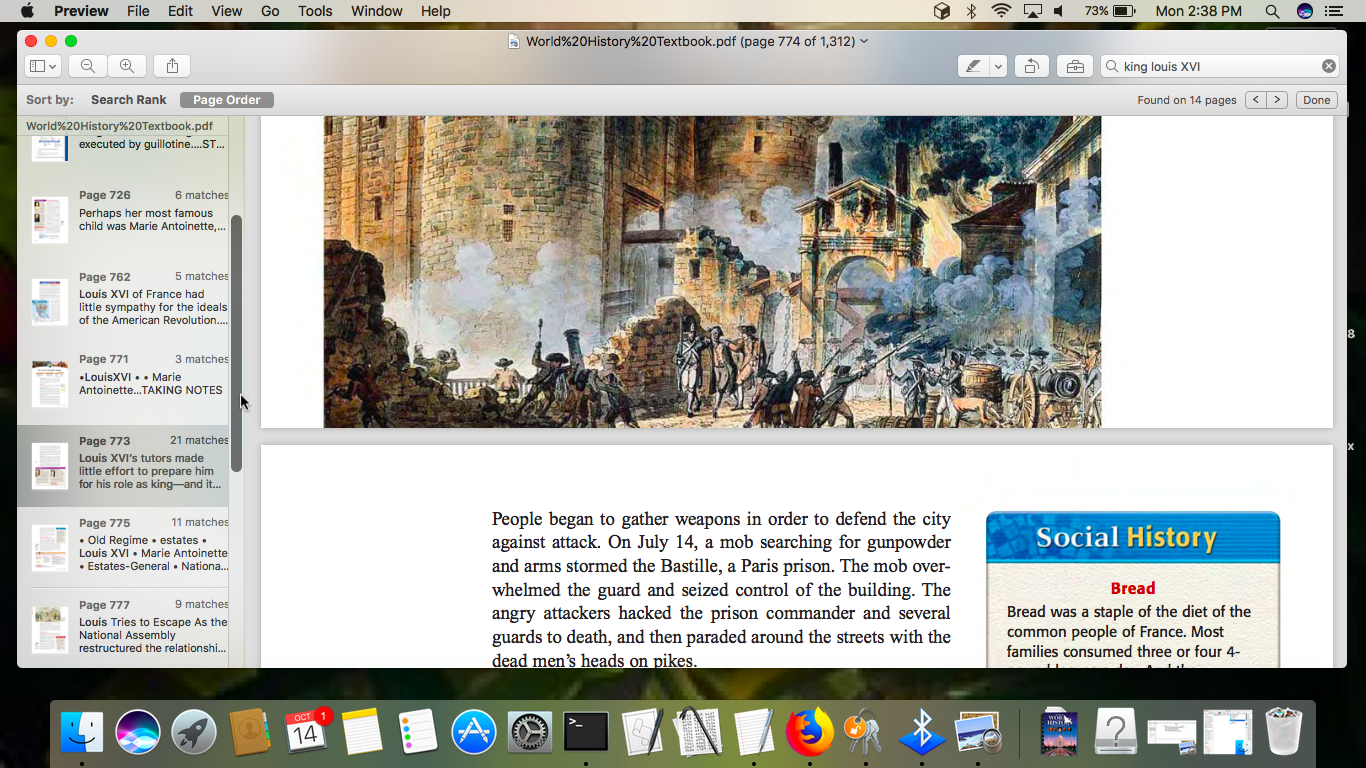 Preview File Edit View Go Tools Window Help 73% Mon 2:38 PM
World%20History%20Textbook.pdf (page 774 of 1,312)
king louis XVI
Sort by: Search Rank Page Order Found on 14 pages < > Done
World%20History%20Textbook.pdf
executed by guillotine....ST...
Page 726 6 matches
Perhaps her most famous
child was Marie Antoinette,...
Page 762 5 matches
Louis XVI of France had
little sympathy for the ideals
of the American Revolution....
Page 771 3 matches
•LouisXVI • • Marie
Antoinette...TAKING NOTES
Page 773 21 matches
Louis XVI's tutors made
little effort to prepare him
for his role as king—and it...
Page 775 11 matches
• Old Regime • estates •
Louis XVI • Marie Antoinette
• Estates-General • Nationa...
Page 777 9 matches
Louis Tries to Escape As the
National Assembly
restructured the relationshi...
People began to gather weapons in order to defend the city
against attack. On July 14, a mob searching for gunpowder
and arms stormed the Bastille, a Paris prison. The mob over-
whelmed the guard and seized control of the building. The
angry attackers hacked the prison commander and several
guards to death, and then paraded around the streets with the
dead men's heads on pikes.
Social History
Bread
Bread was a staple of the diet of the
common people of France. Most
families consumed three or four 4-
8
x
OCT 1
14
>_
?